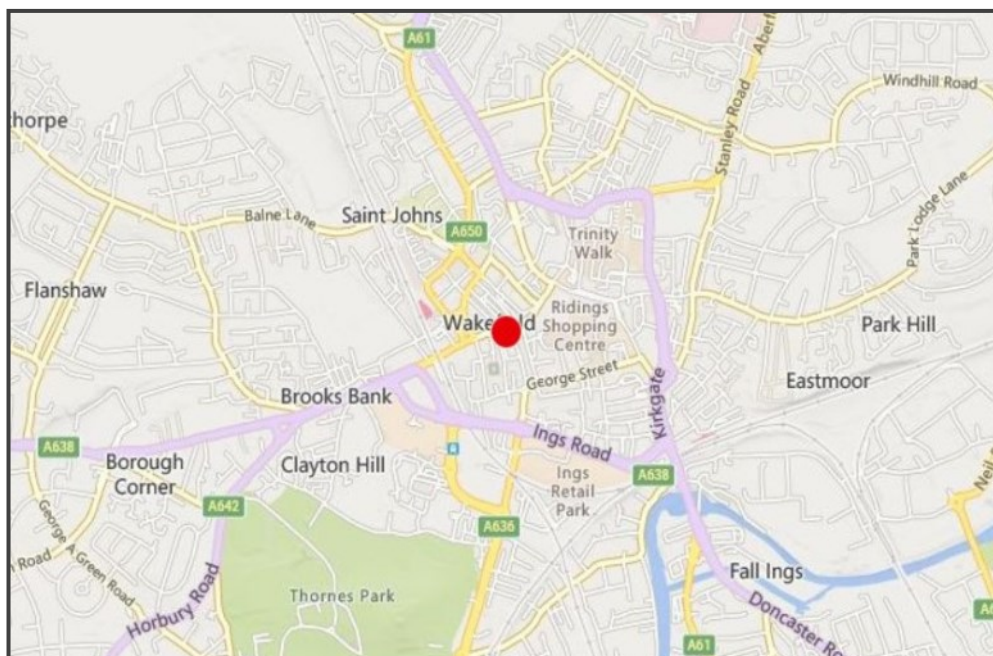 A61
Aberf
Windhill Road
thorpe
Stanley Road
Saint Johns
Balne Lane
A650
Trinity
Walk
Park Lodge Lane
Flanshaw
Ridings
Shopping
Centre
Park Hill
George Street
Eastmoor
Brooks Bank
Kirkgate
A638
Borough
Corner
Clayton Hill
Ings Road
Ings
Retail
Park
A638
Neil
A642
A636
George A Green Road
Road
Thornes Park
Fall Ings
Horbury Road
Doncaster Ro
A61
A6